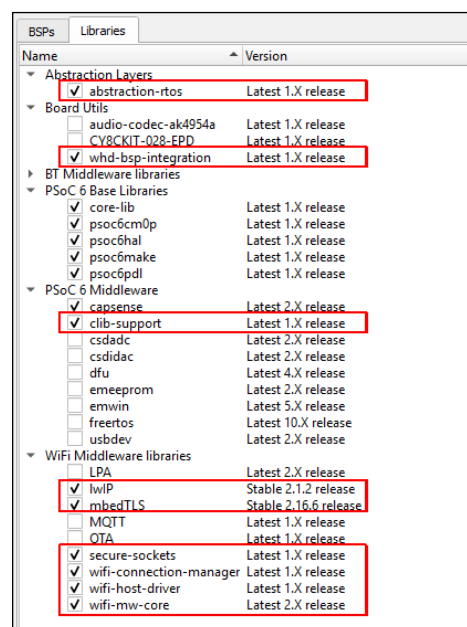 BSPs Libraries
Name Version
Abstraction Layers
abstraction-rtos Latest 1.X release
Board Utils
audio-codec-ak4954a Latest 1.X release
CY8CKIT-028-EPD Latest 1.X release
whd-bsp-integration Latest 1.X release
BT Middleware libraries
PSoC 6 Base Libraries
core-lib Latest 1.X release
psoc6cm0p Latest 1.X release
psoc6hal Latest 1.X release
psoc6make Latest 1.X release
psoc6pdl Latest 1.X release
PSoC 6 Middleware
capsense Latest 2.X release
clib-support Latest 1.X release
csdadc Latest 2.X release
csdidac Latest 2.X release
dfu Latest 4.X release
emeeprom Latest 2.X release
emwin Latest 5.X release
freertos Latest 10.X release
usbdev Latest 2.X release
WiFi Middleware libraries
LPA Latest 2.X release
lwIP Stable 2.1.2 release
mbedTLS Stable 2.16.6 release
MQTT Latest 1.X release
OTA Latest 1.X release
secure-sockets Latest 1.X release
wifi-connection-manager Latest 1.X release
wifi-host-driver Latest 1.X release
wifi-mw-core Latest 2.X release